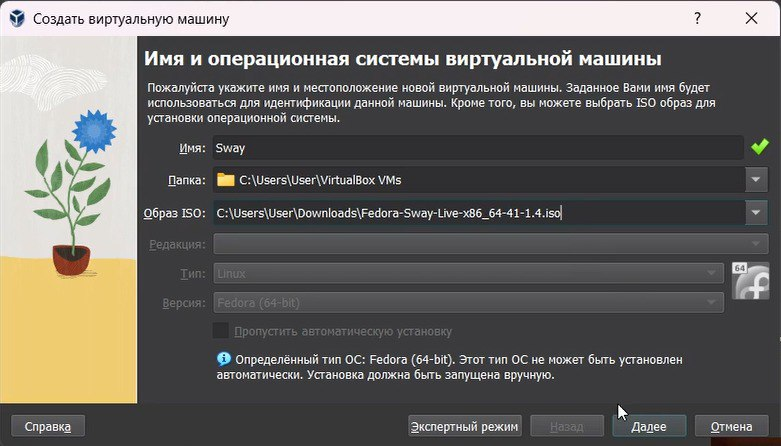 Создать виртуальную машину
Имя и операционная системы виртуальной машины
Пожалуйста укажите имя и местоположение новой виртуальной машины. Заданное Вами имя будет
использоваться для идентификации данной машины. Кроме того, вы можете выбрать ISO образ для
установки операционной системы.
Имя: Sway
Папка: C:\Users\User\VirtualBox VMs
Образ ISO: C:\Users\User\Downloads\Fedora-Sway-Live-x86_64-41-1.4.iso
Редакция:
Тип: Linux
64
Версия: Fedora (64-bit)
Пропустить автоматическую установку
Определённый тип ОС: Fedora (64-bit). Этот тип ОС не может быть установлен
автоматически. Установка должна быть запущена вручную.
Справка Экспертный режим Назад Далее Отмена